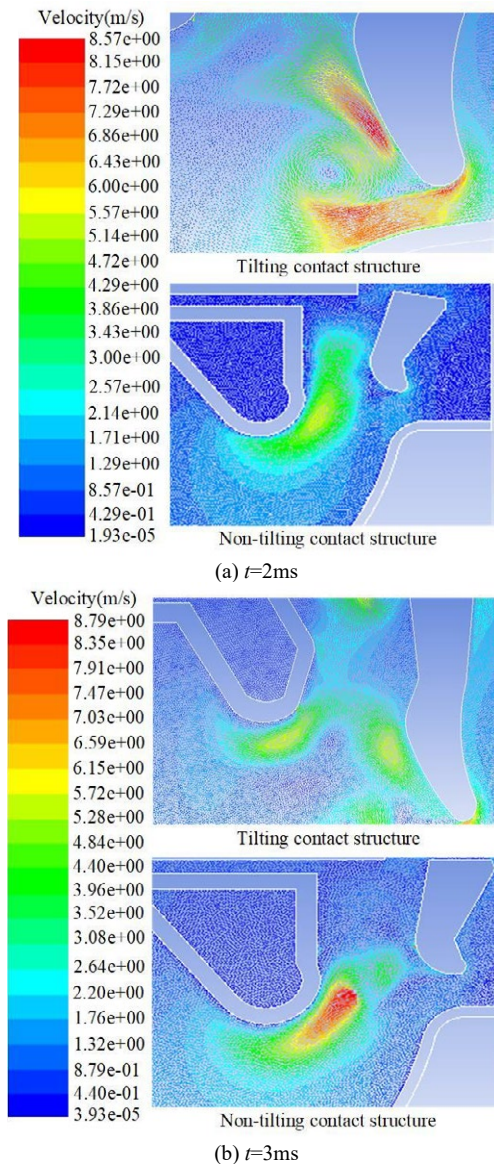 Velocity(m/s)
8.57e+00
8.15e+00
7.72e+00
7.29e+00
6.86e+00
6.43e+00
6.00e+00
5.57e+00
5.14e+00
4.72e+00
4.29e+00
3.86e+00
3.43e+00
3.00e+00
2.57e+00
2.14e+00
1.71e+00
1.29e+00
8.57e-01
4.29e-01
1.93e-05
Tilting contact structure
Non-tilting contact structure
(a) t=2ms
Velocity(m/s)
8.79e+00
8.35e+00
7.91e+00
7.47e+00
7.03e+00
6.59e+00
6.15e+00
5.72e+00
5.28e+00
4.84e+00
4.40e+00
3.96e+00
3.52e+00
3.08e+00
2.64e+00
2.20e+00
1.76e+00
1.32e+00
8.79e-01
4.40e-01
3.93e-05
Tilting contact structure
Non-tilting contact structure
(b) t=3ms